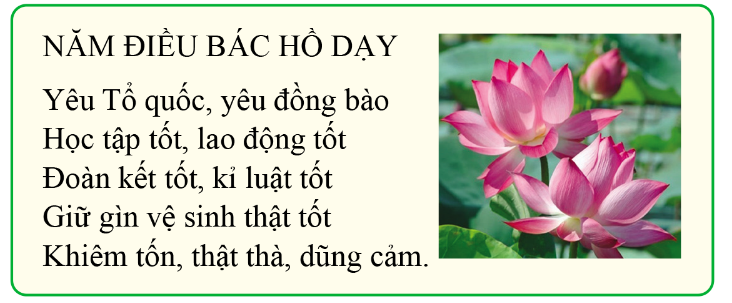 NĂM ĐIỀU BÁC HỒ DẠY
Yêu Tổ quốc, yêu đồng bào
Học tập tốt, lao động tốt
Đoàn kết tốt, kỉ luật tốt
Giữ gìn vệ sinh thật tốt
Khiêm tốn, thật thà, dũng cảm.